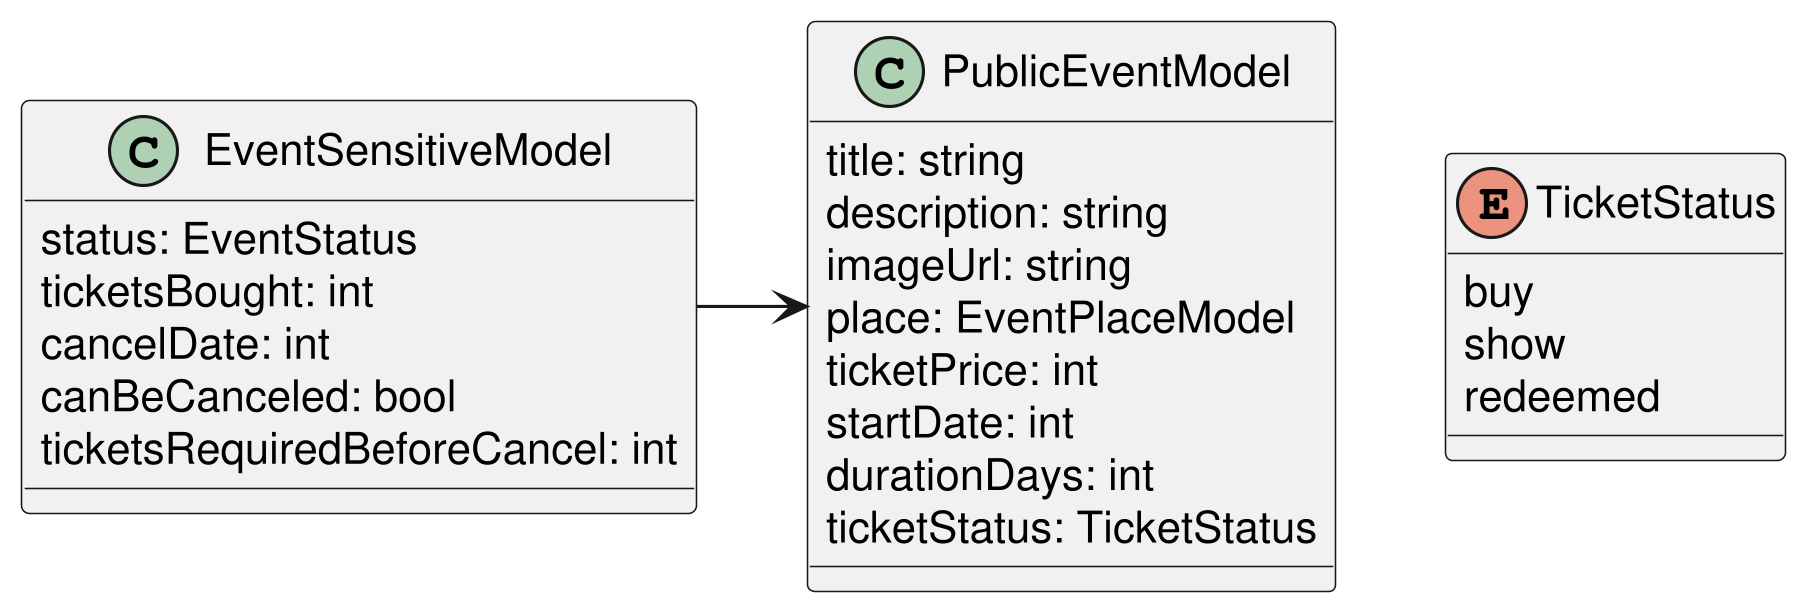 C EventSensitiveModel
status: EventStatus
ticketsBought: int
cancelDate: int
canBeCanceled: bool
ticketsRequiredBeforeCancel: int
C PublicEventModel
title: string
description: string
imageUrl: string
place: EventPlaceModel
ticketPrice: int
startDate: int
durationDays: int
ticketStatus: TicketStatus
E TicketStatus
buy
show
redeemed